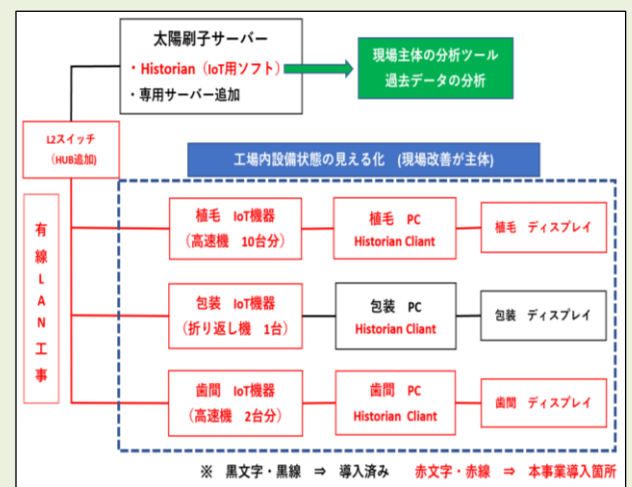 太陽刷子サーバー
・Historian（IoT用ソフト）
・専用サーバー追加
現場主体の分析ツール
過去データの分析
L2スイッチ
（HUB追加)
工場内設備状態の見える化 (現場改善が主体)
有線LAN工事
植毛 IoT機器
（高速機 10台分）
植毛 PC
Historian Cliant
植毛 ディスプレイ
包装 IoT機器
（折り返し機 1台）
包装 PC
Historian Cliant
包装 ディスプレイ
歯間 IoT機器
（高速機 2台分）
歯間 PC
Historian Cliant
歯間 ディスプレイ
※ 黒文字・黒線 ⇒ 導入済み 赤文字・赤線 ⇒ 本事業導入箇所